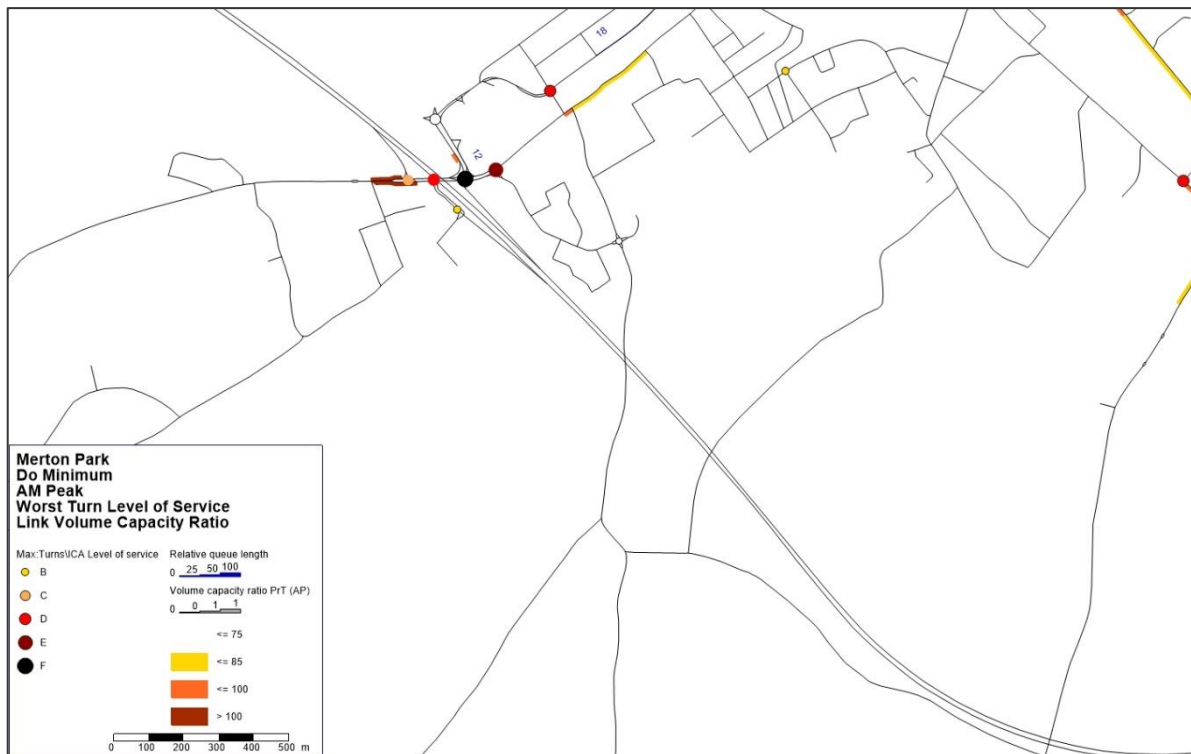 18
12
Merton Park
Do Minimum
AM Peak
Worst Turn Level of Service
Link Volume Capacity Ratio
Max:Turns\ICA Level of service
B
C
D
E
F
Relative queue length
0 25 50 100
Volume capacity ratio PrT (AP)
0 0 1 1
<= 75
<= 85
<= 100
> 100
0 100 200 300 400 500 m